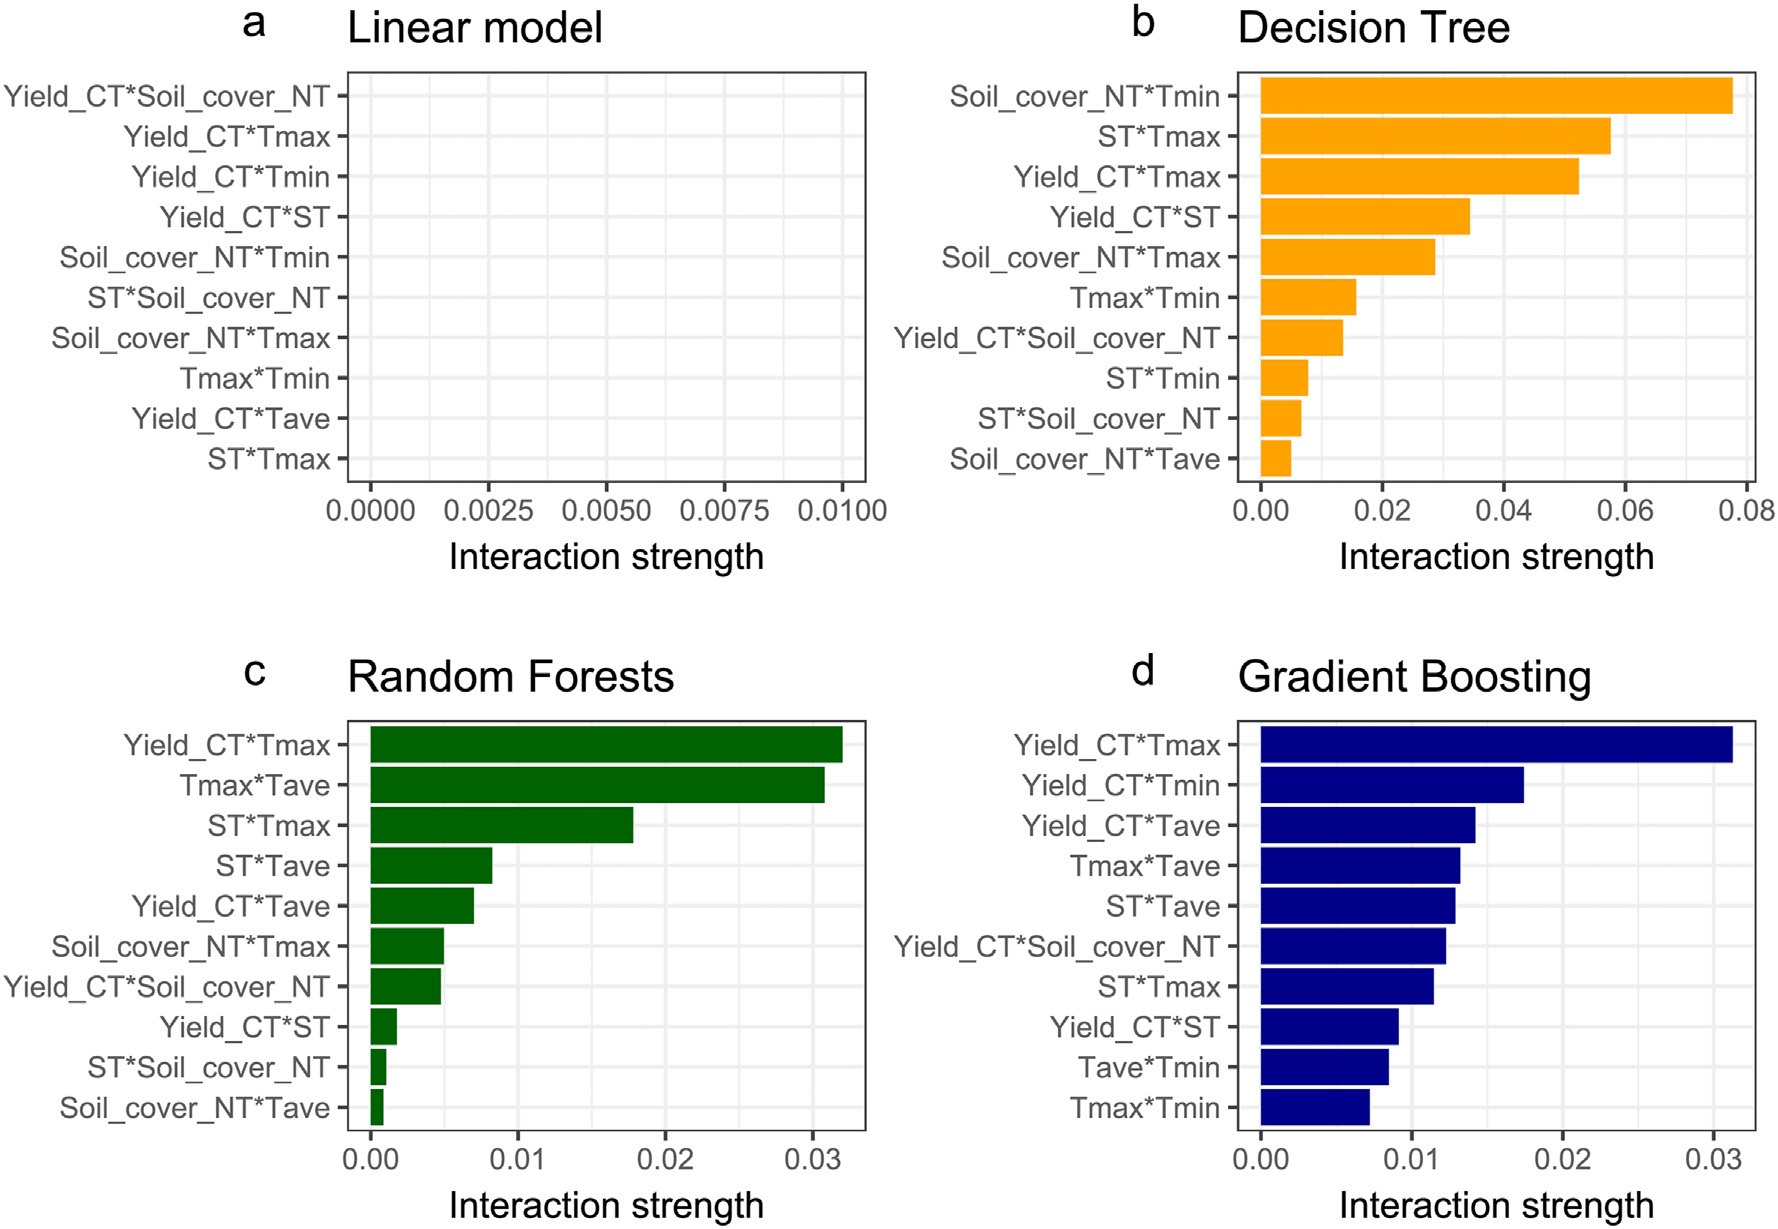 a Linear model
Yield_CT*Soil_cover_NT
Yield_CT*Tmax
Yield_CT*Tmin
Yield_CT*ST
Soil_cover_NT*Tmin
ST*Soil_cover_NT
Soil_cover_NT*Tmax
Tmax*Tmin
Yield_CT*Tave
ST*Tmax
0.0000 0.0025 0.0050 0.0075 0.0100
Interaction strength
b Decision Tree
Soil_cover_NT*Tmin
ST*Tmax
Yield_CT*Tmax
Yield_CT*ST
Soil_cover_NT*Tmax
Tmax*Tmin
Yield_CT*Soil_cover_NT
ST*Tmin
ST*Soil_cover_NT
Soil_cover_NT*Tave
0.00 0.02 0.04 0.06 0.08
Interaction strength
c Random Forests
Yield_CT*Tmax
Tmax*Tave
ST*Tmax
ST*Tave
Yield_CT*Tave
Soil_cover_NT*Tmax
Yield_CT*Soil_cover_NT
Yield_CT*ST
ST*Soil_cover_NT
Soil_cover_NT*Tave
0.00 0.01 0.02 0.03
Interaction strength
d Gradient Boosting
Yield_CT*Tmax
Yield_CT*Tmin
Yield_CT*Tave
Tmax*Tave
ST*Tave
Yield_CT*Soil_cover_NT
ST*Tmax
Yield_CT*ST
Tave*Tmin
Tmax*Tmin
0.00 0.01 0.02 0.03
Interaction strength